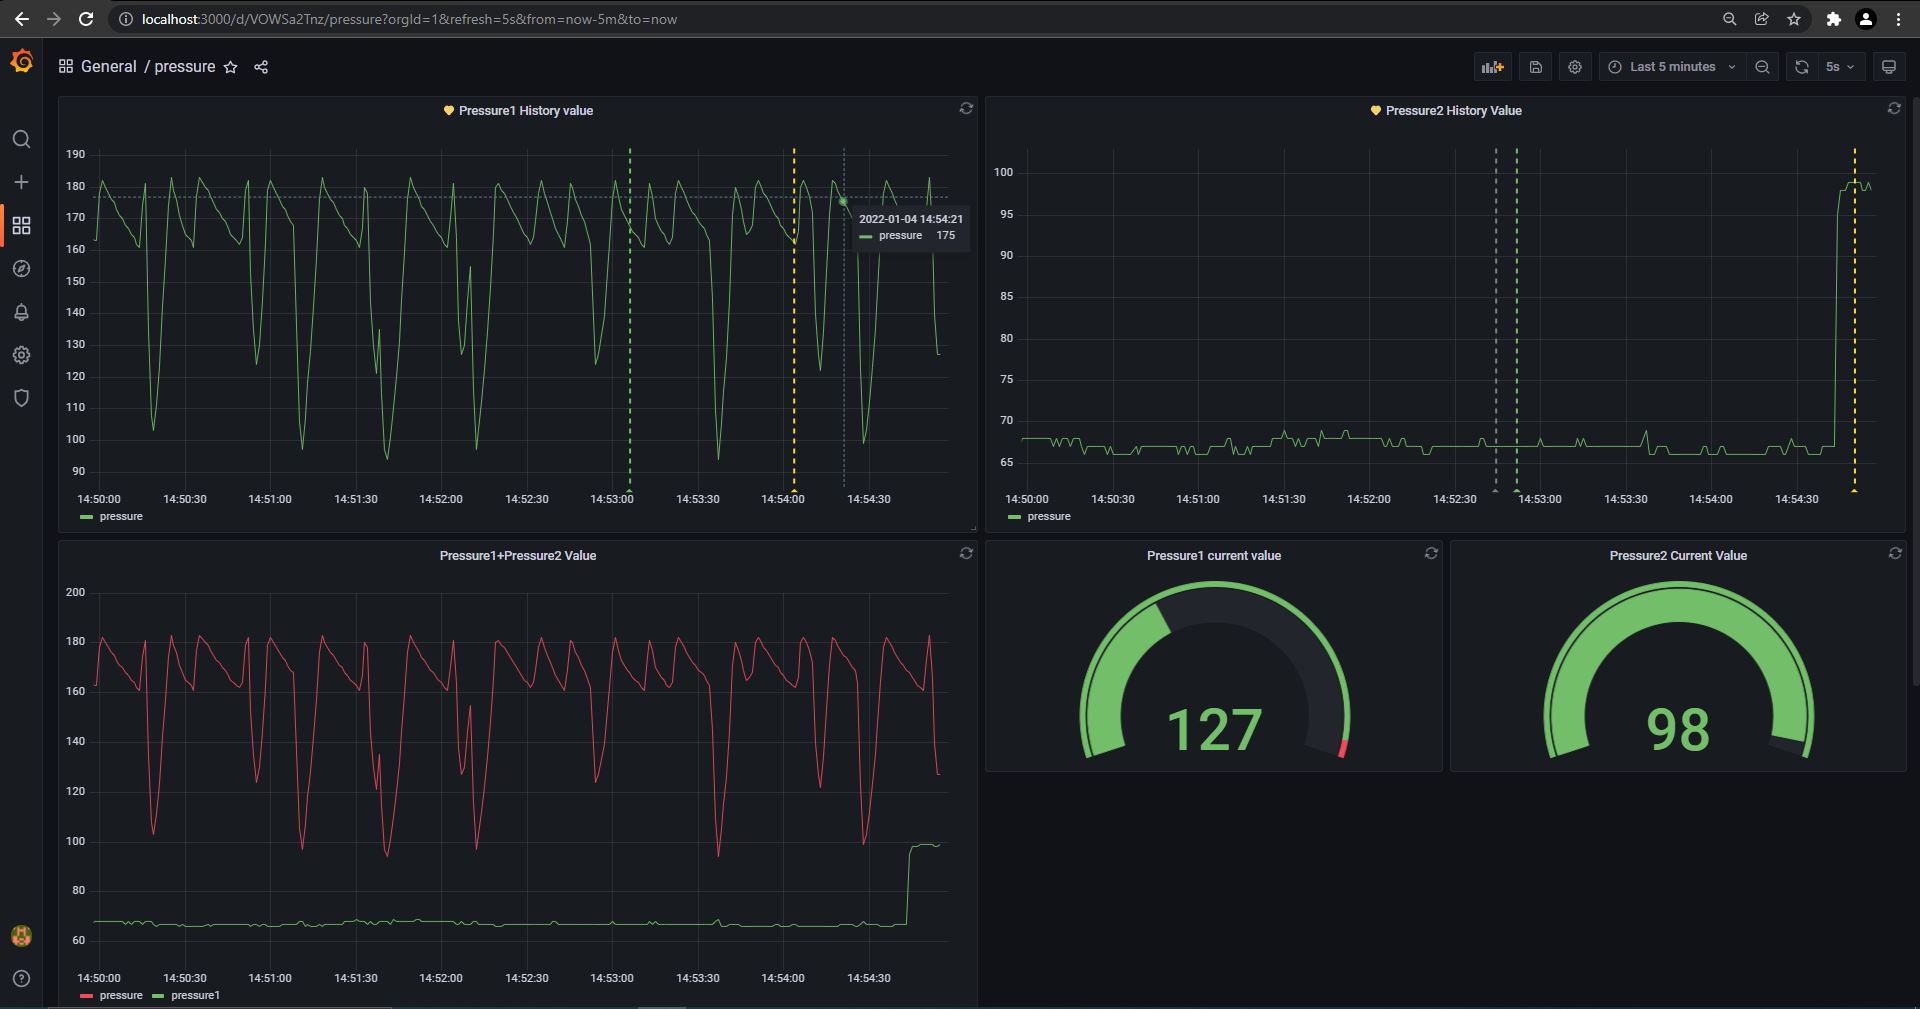 localhost:3000/d/VOWSa2Tnz/pressure?orgId=1&refresh=5s&from=now-5m&to=now
General / pressure
Last 5 minutes
5s
Pressure1 History value
190
180
170
160
150
140
130
120
110
100
90
2022-01-04 14:54:21
pressure 175
14:50:00 14:50:30 14:51:00 14:51:30 14:52:00 14:52:30 14:53:00 14:53:30 14:54:00 14:54:30
pressure
Pressure2 History Value
100
95
90
85
80
75
70
65
14:50:00 14:50:30 14:51:00 14:51:30 14:52:00 14:52:30 14:53:00 14:53:30 14:54:00 14:54:30
pressure
Pressure1+Pressure2 Value
200
180
160
140
120
100
80
60
14:50:00 14:50:30 14:51:00 14:51:30 14:52:00 14:52:30 14:53:00 14:53:30 14:54:00 14:54:30
pressure pressure1
Pressure1 current value
127
Pressure2 Current Value
98